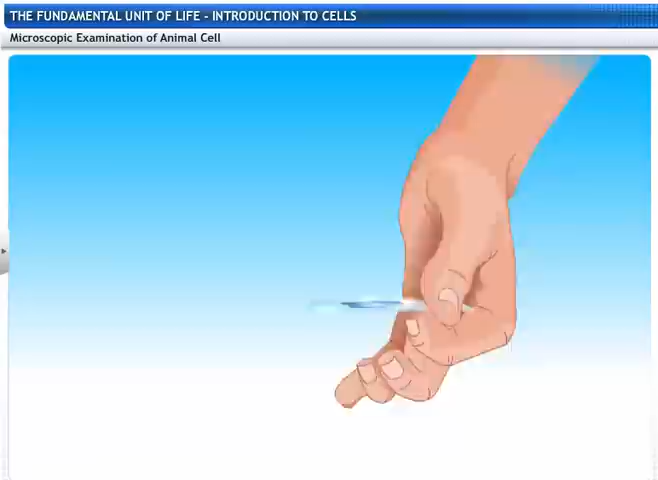 THE FUNDAMENTAL UNIT OF LIFE - INTRODUCTION TO CELLS
Microscopic Examination of Animal Cell